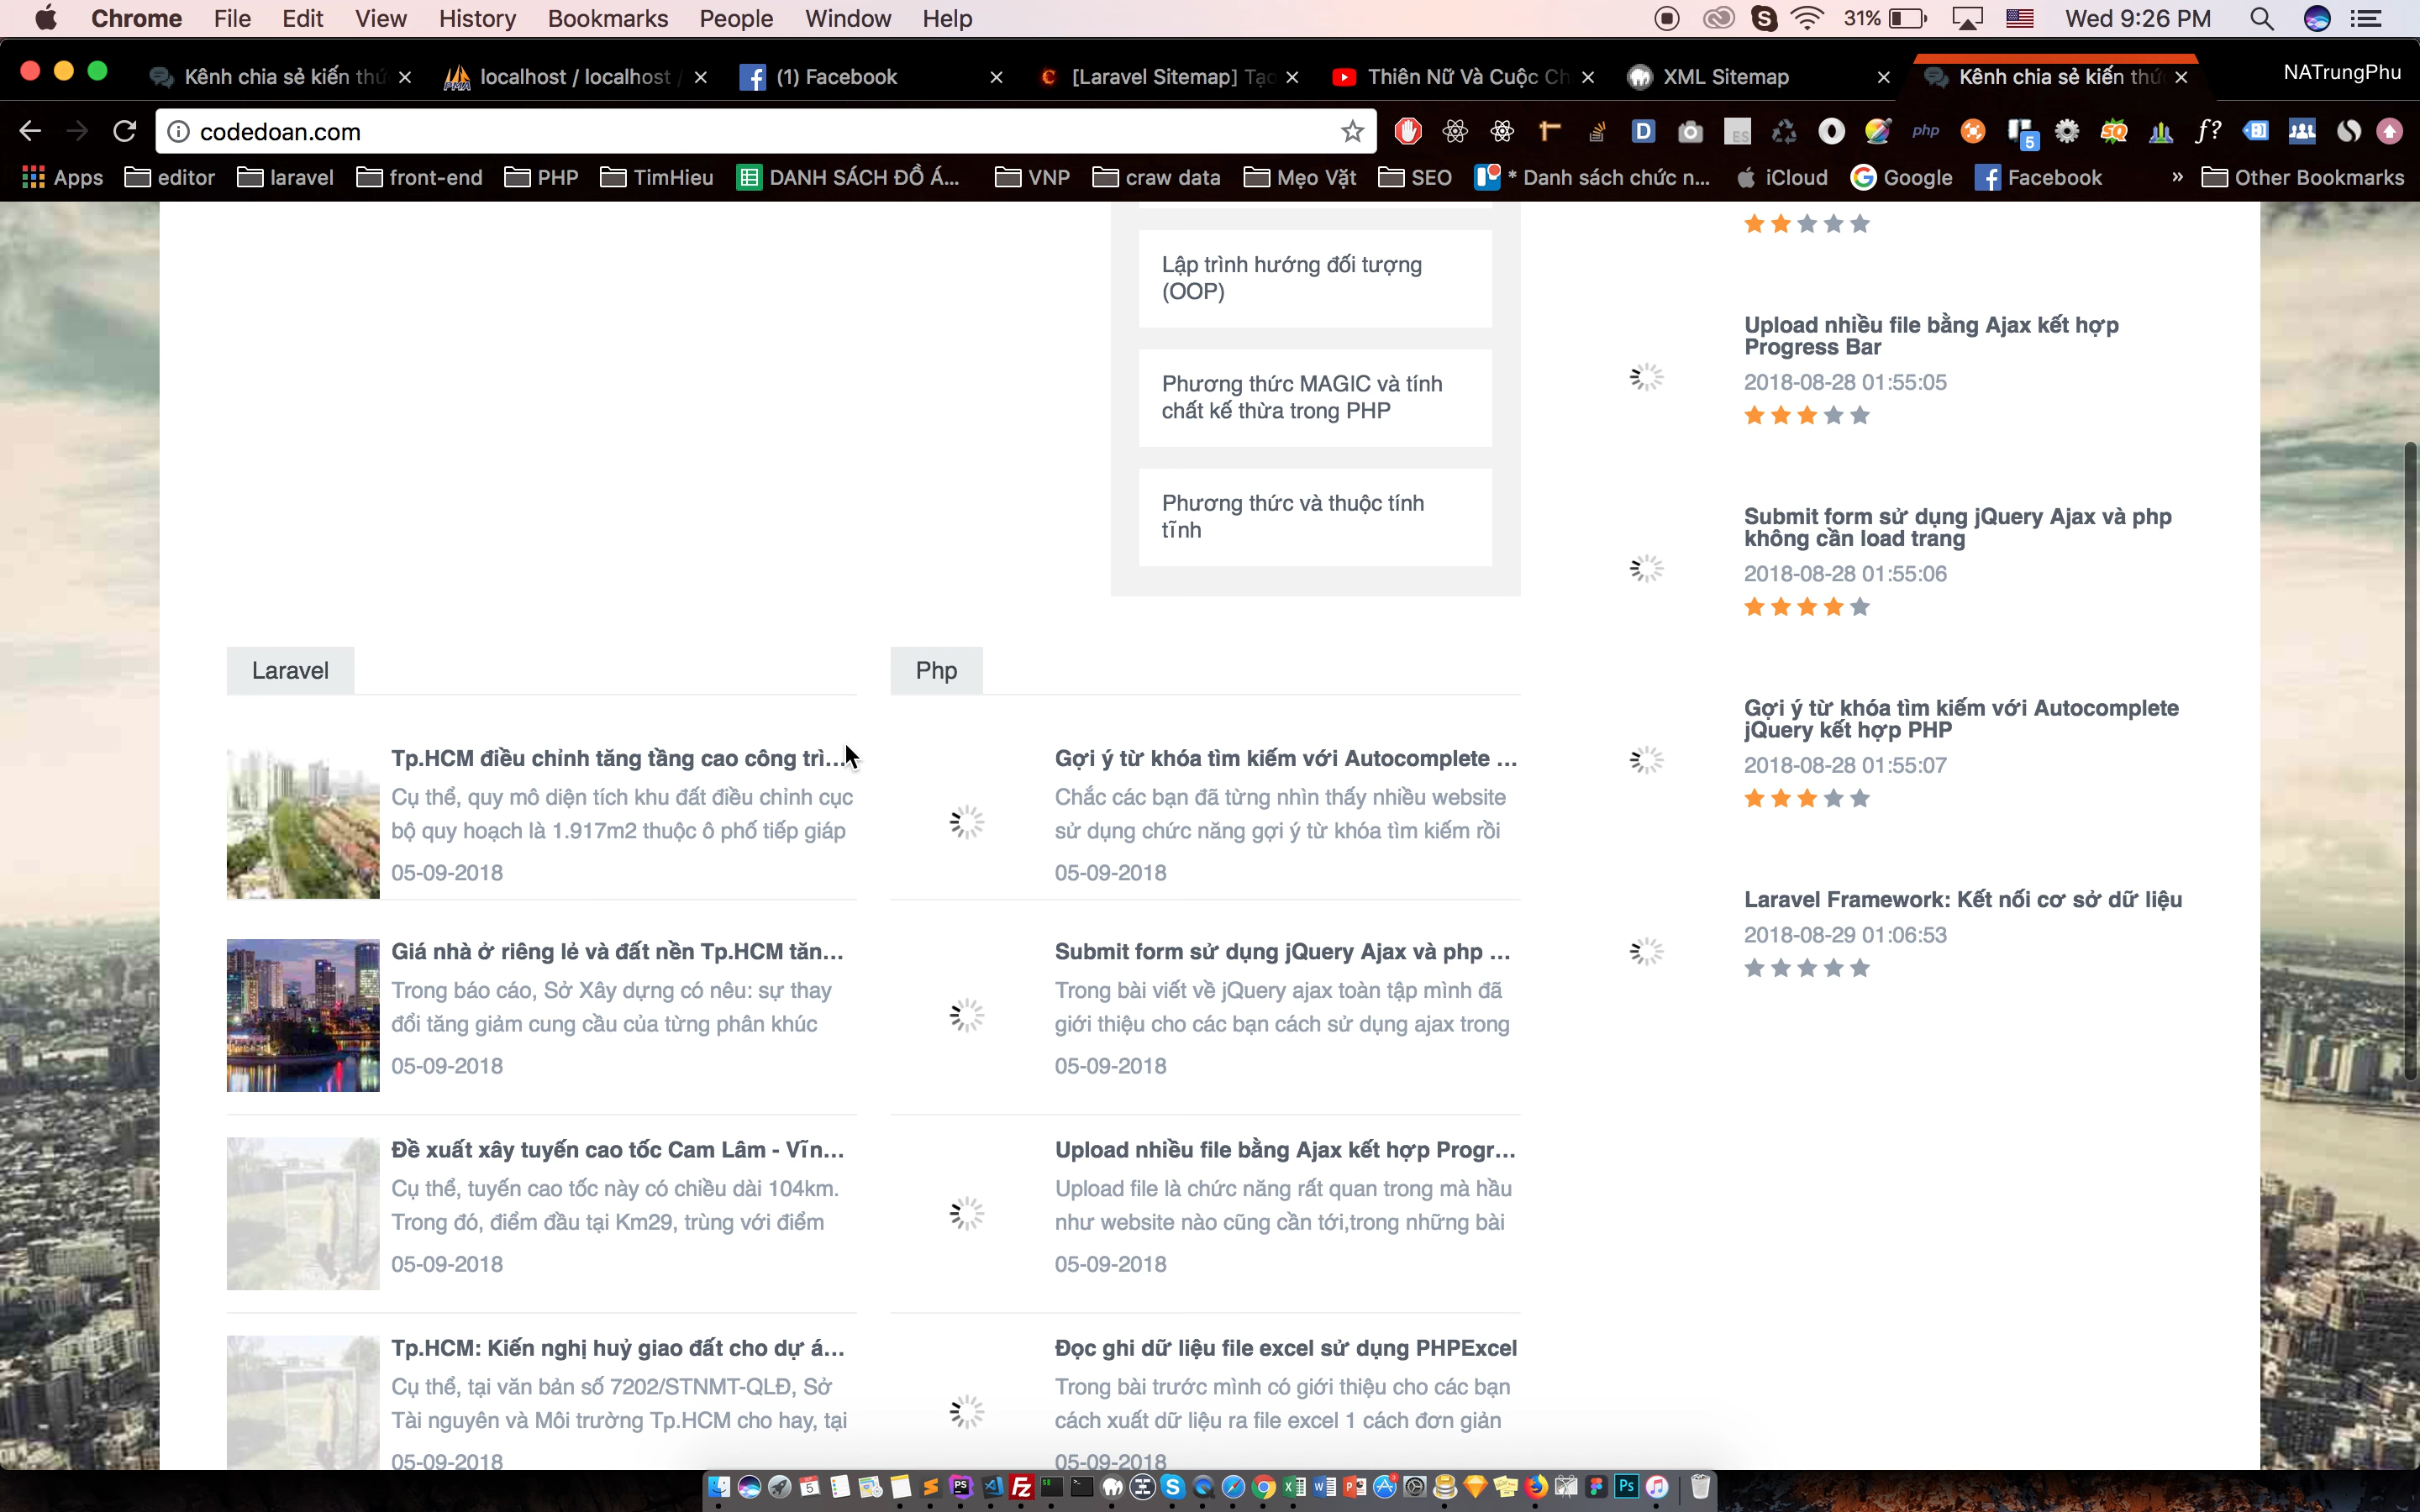 Chrome File Edit View History Bookmarks People Window Help 31% Wed 9:26 PM
Kênh chia sẻ kiến thứ localhost / localhost / (1) Facebook [Laravel Sitemap] Tạo Thiên Nữ Và Cuộc Ch XML Sitemap Kênh chia sẻ kiến thứ NATrungPhu
codedoan.com
Apps editor laravel front-end PHP TimHieu DANH SÁCH ĐỒ Á... VNP craw data Mẹo Vặt SEO * Danh sách chức n... iCloud Google Facebook » Other Bookmarks
Lập trình hướng đối tượng
(OOP)
Phương thức MAGIC và tính
chất kế thừa trong PHP
Phương thức và thuộc tính
tĩnh
Upload nhiều file bằng Ajax kết hợp
Progress Bar
2018-08-28 01:55:05
Submit form sử dụng jQuery Ajax và php
không cần load trang
2018-08-28 01:55:06
Gợi ý từ khóa tìm kiếm với Autocomplete
jQuery kết hợp PHP
2018-08-28 01:55:07
Laravel Framework: Kết nối cơ sở dữ liệu
2018-08-29 01:06:53
Laravel
Tp.HCM điều chỉnh tăng tầng cao công trì...
Cụ thể, quy mô diện tích khu đất điều chỉnh cục
bộ quy hoạch là 1.917m2 thuộc ô phố tiếp giáp
05-09-2018
Giá nhà ở riêng lẻ và đất nền Tp.HCM tăn...
Trong báo cáo, Sở Xây dựng có nêu: sự thay
đổi tăng giảm cung cầu của từng phân khúc
05-09-2018
Đề xuất xây tuyến cao tốc Cam Lâm - Vĩn...
Cụ thể, tuyến cao tốc này có chiều dài 104km.
Trong đó, điểm đầu tại Km29, trùng với điểm
05-09-2018
Tp.HCM: Kiến nghị huỷ giao đất cho dự á...
Cụ thể, tại văn bản số 7202/STNMT-QLĐ, Sở
Tài nguyên và Môi trường Tp.HCM cho hay, tại
05-09-2018
Php
Gợi ý từ khóa tìm kiếm với Autocomplete ...
Chắc các bạn đã từng nhìn thấy nhiều website
sử dụng chức năng gợi ý từ khóa tìm kiếm rồi
05-09-2018
Submit form sử dụng jQuery Ajax và php ...
Trong bài viết về jQuery ajax toàn tập mình đã
giới thiệu cho các bạn cách sử dụng ajax trong
05-09-2018
Upload nhiều file bằng Ajax kết hợp Progr...
Upload file là chức năng rất quan trong mà hầu
như website nào cũng cần tới,trong những bài
05-09-2018
Đọc ghi dữ liệu file excel sử dụng PHPExcel
Trong bài trước mình có giới thiệu cho các bạn
cách xuất dữ liệu ra file excel 1 cách đơn giản
05-09-2018